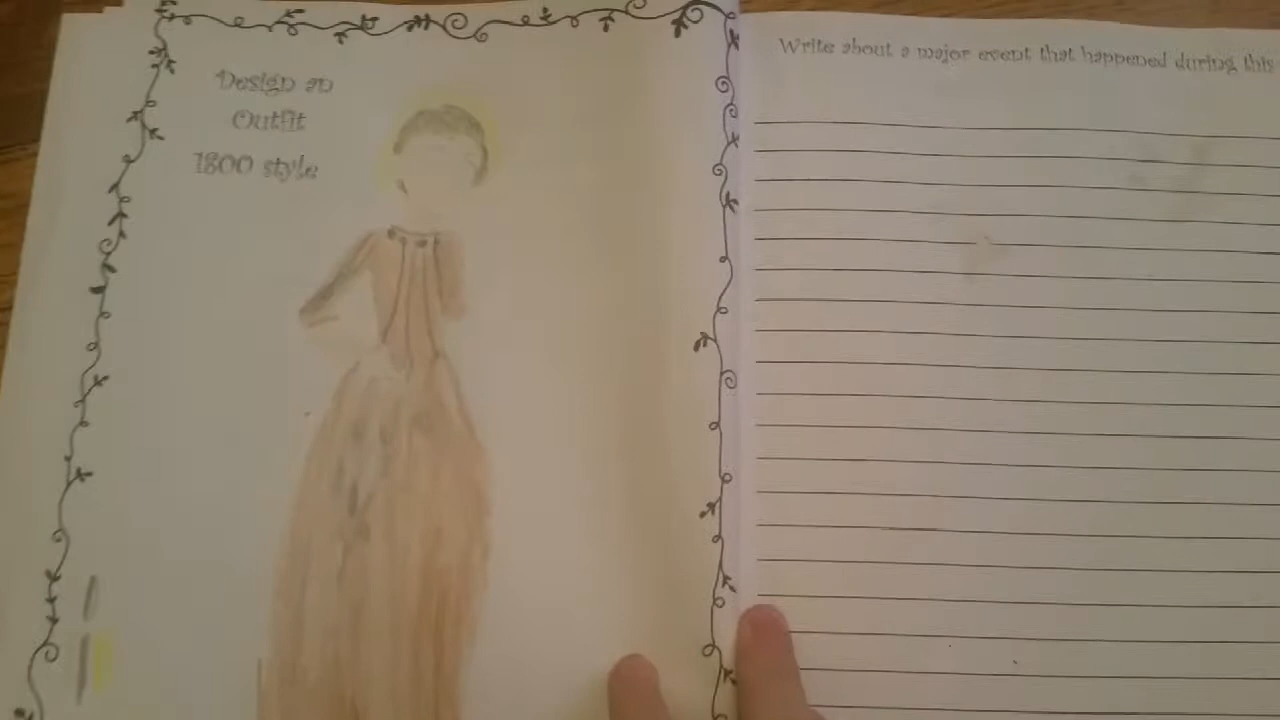 Design an
Outfit
1800 style
Write about a major event that happened during this